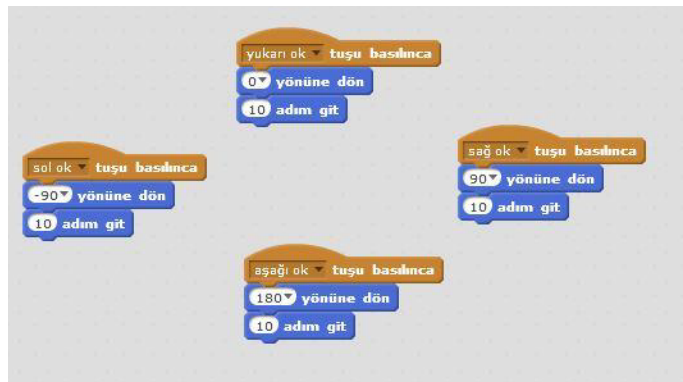 yukarı ok tuşu basılınca
0 yönüne dön
10 adım git
sol ok tuşu basılınca
-90 yönüne dön
10 adım git
sağ ok tuşu basılınca
90 yönüne dön
10 adım git
aşağı ok tuşu basılınca
180 yönüne dön
10 adım git